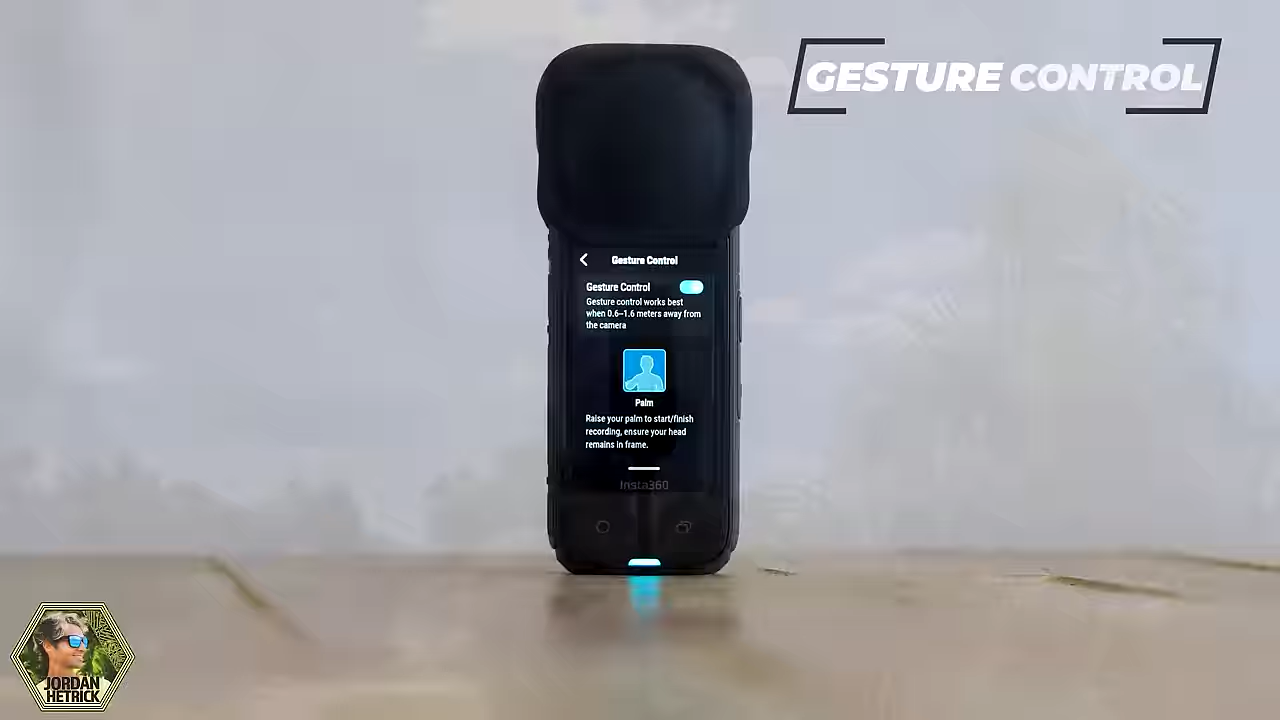 GESTURE CONTROL
Gesture Control
Gesture Control
Gesture control works best
when 0.6–1.6 meters away from
the camera
Palm
Raise your palm to start/finish
recording, ensure your head
remains in frame.
Insta360
JORDAN
HETRICK